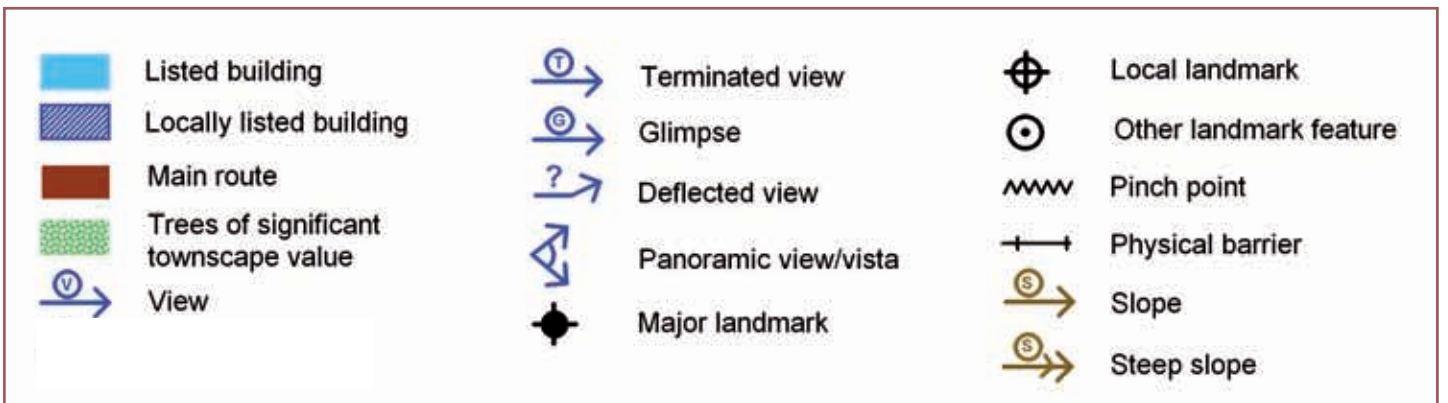 Listed building
Locally listed building
Main route
Trees of significant
townscape value
V
View
T
Terminated view
G
Glimpse
?
Deflected view
Panoramic view/vista
Major landmark
Local landmark
Other landmark feature
Pinch point
Physical barrier
S
Slope
S
Steep slope